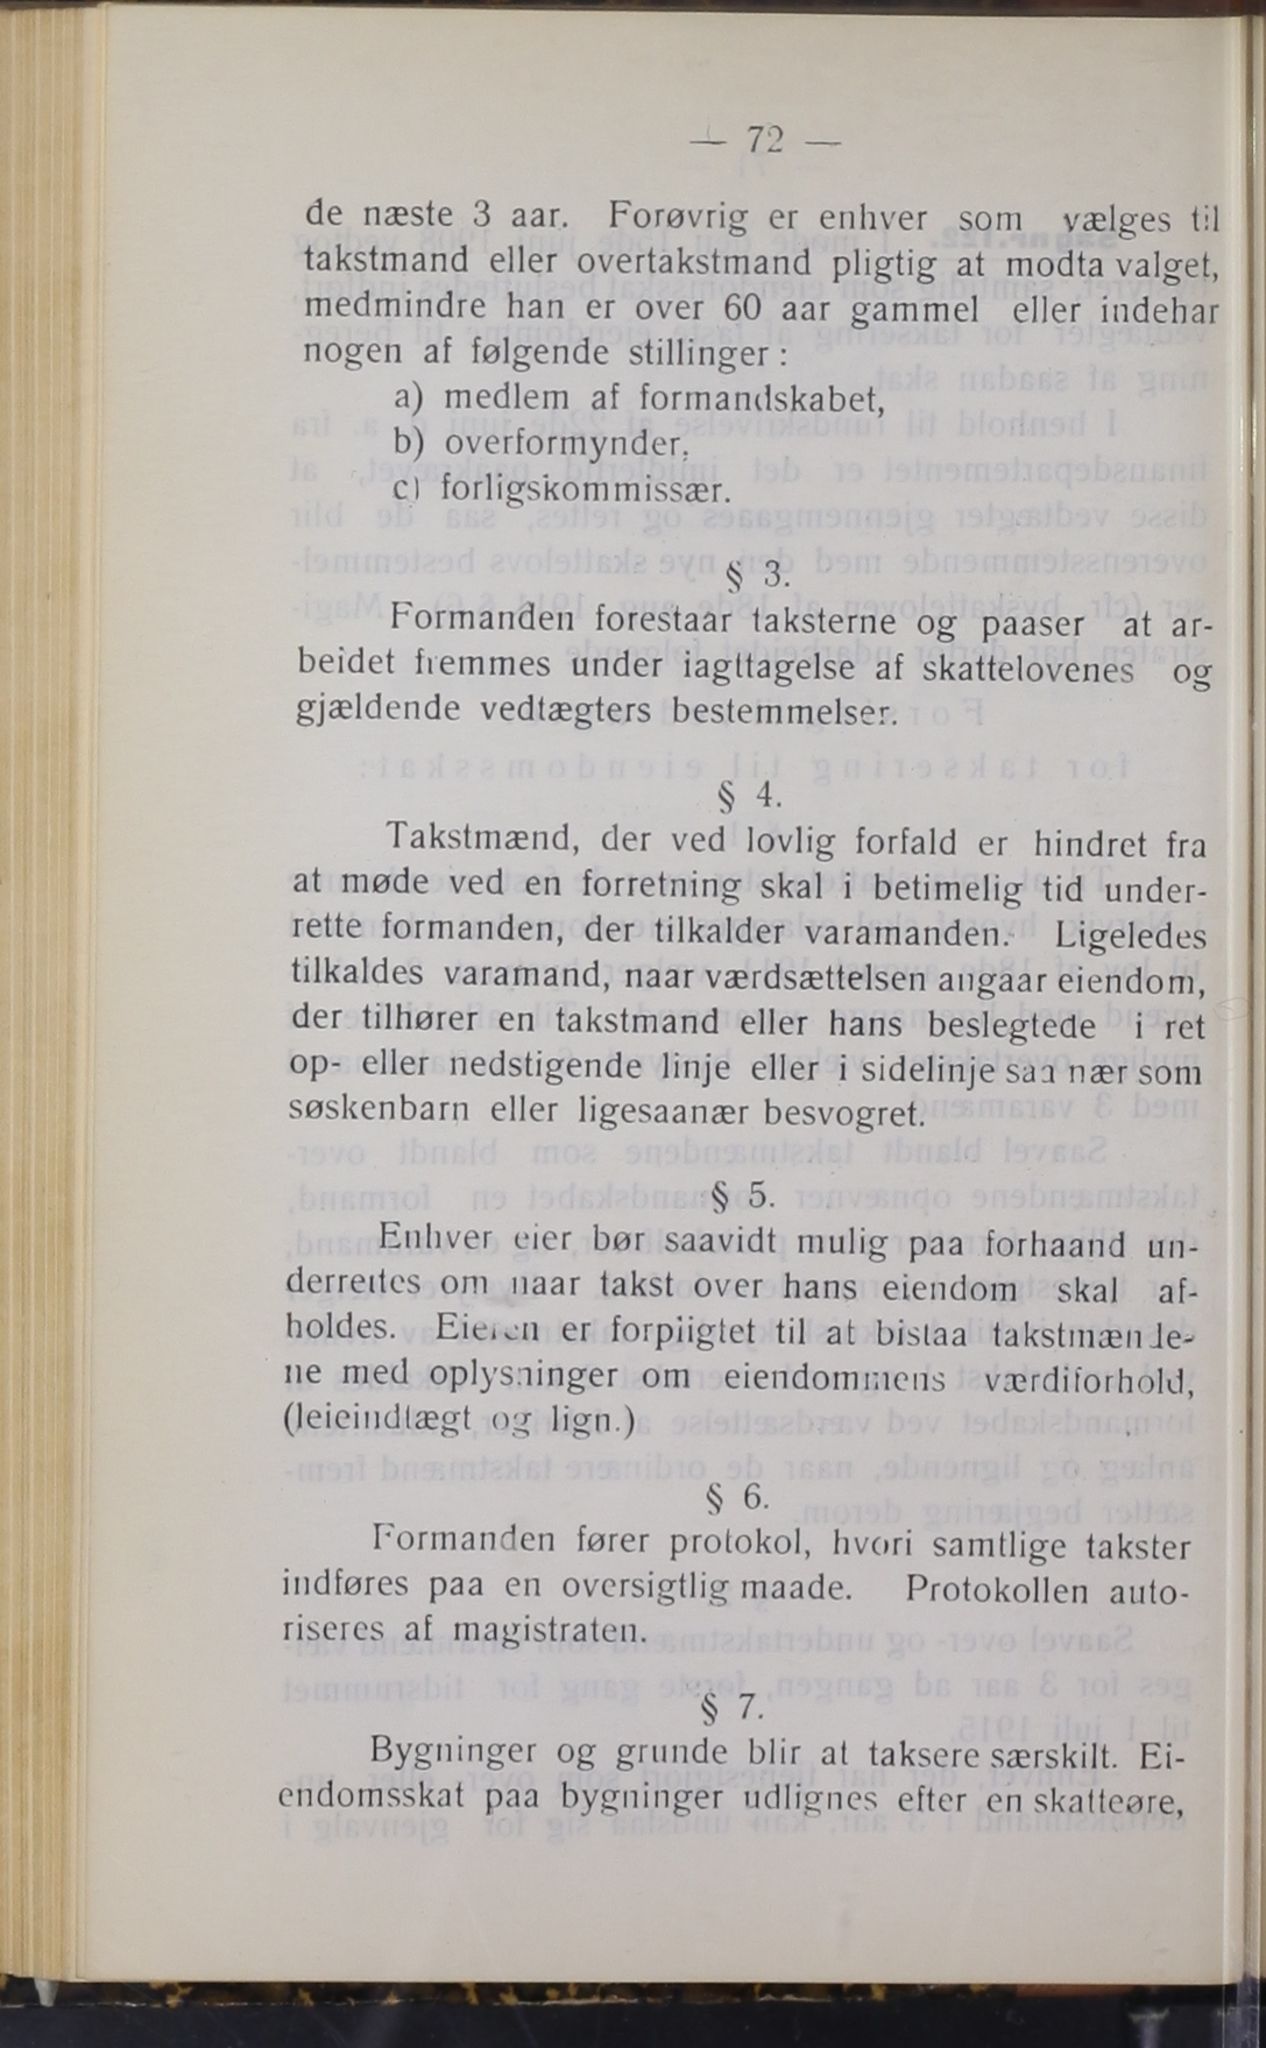 — 72 —
de næste 3 aar. Forøvrig er enhver som vælges til
takstmand eller overtakstmand pligtig at modta valget,
medmindre han er over 60 aar gammel eller indehar
nogen af følgende stillinger :
a) medlem af formandskabet,
b) overformynder,
c) forligskommissær.
§ 3.
Formanden forestaar taksterne og paaser at ar-
beidet fremmes under iagttagelse af skattelovenes og
gjældende vedtægters bestemmelser.
§ 4.
Takstmænd, der ved lovlig forfald er hindret fra
at møde ved en forretning skal i betimelig tid under-
rette formanden, der tilkalder varamanden. Ligeledes
tilkaldes varamand, naar værdsættelsen angaar eiendom,
der tilhører en takstmand eller hans beslegtede i ret
op- eller nedstigende linje eller i sidelinje saa nær som
søskenbarn eller ligesaanær besvogret.
§ 5.
Enhver eier bør saavidt mulig paa forhaand un-
derrettes om naar takst over hans eiendom skal af-
holdes. Eieren er forpligtet til at bistaa takstmænde-
ne med oplysninger om eiendommens værdiforhold,
(leieindtægt og lign.)
§ 6.
Formanden fører protokol, hvori samtlige takster
indføres paa en oversigtlig maade. Protokollen auto-
riseres af magistraten.
§ 7.
Bygninger og grunde blir at taksere særskilt. Ei-
endomsskat paa bygninger udlignes efter en skatteøre,